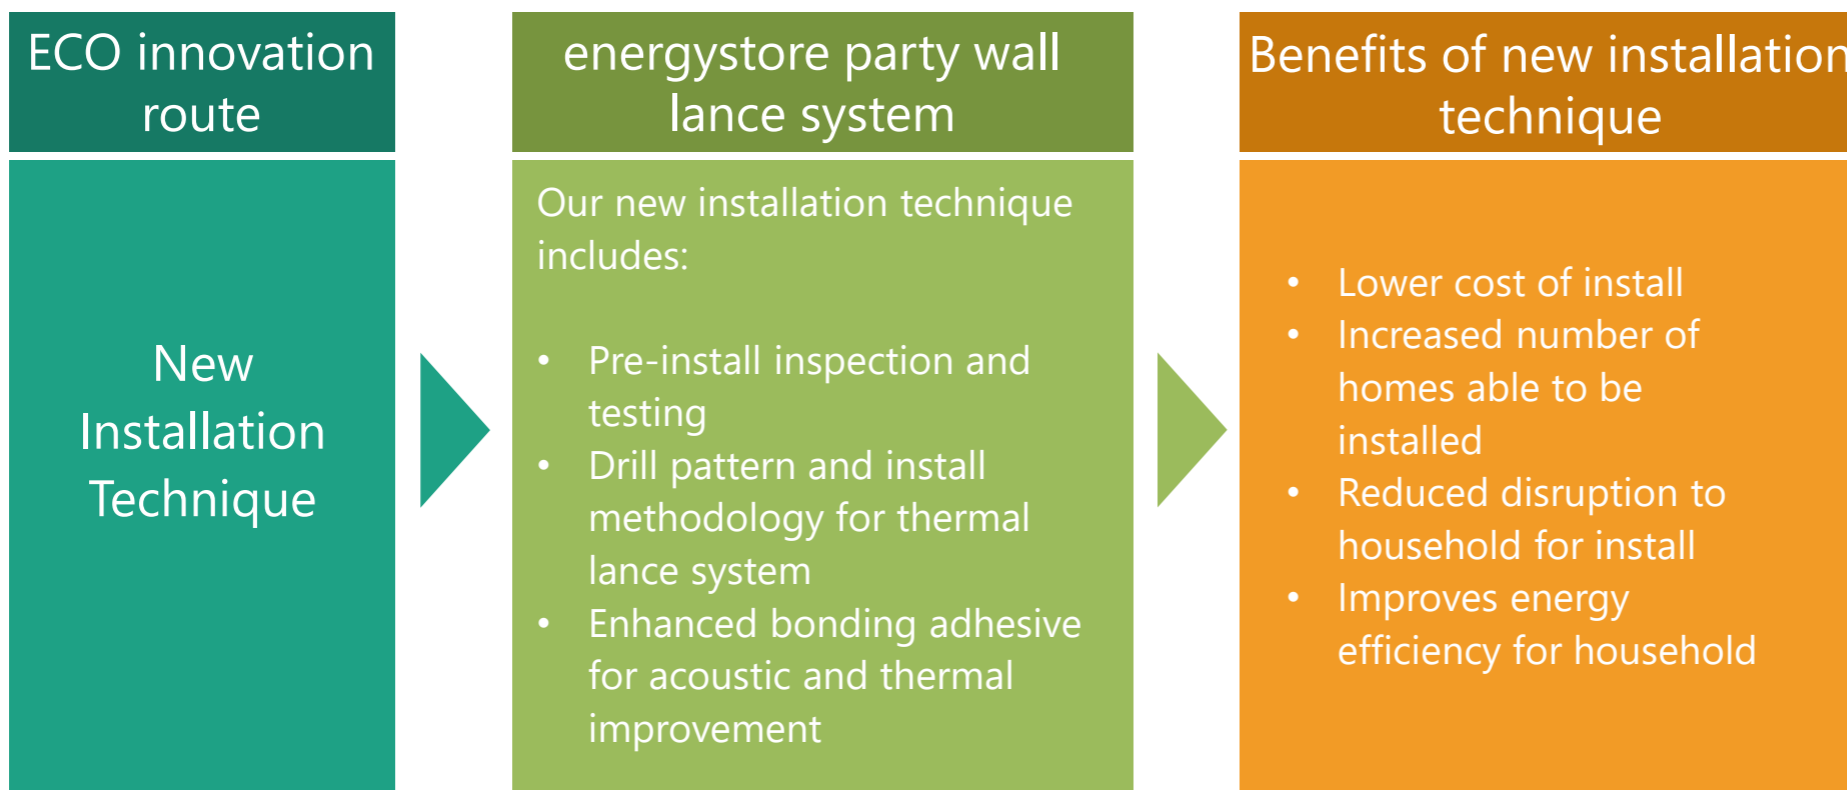 ECO innovation
route
New
Installation
Technique
energystore party wall
lance system
Our new installation technique
includes:
• Pre-install inspection and
testing
• Drill pattern and install
methodology for thermal
lance system
• Enhanced bonding adhesive
for acoustic and thermal
improvement
Benefits of new installation
technique
• Lower cost of install
• Increased number of
homes able to be
installed
• Reduced disruption to
household for install
• Improves energy
efficiency for household